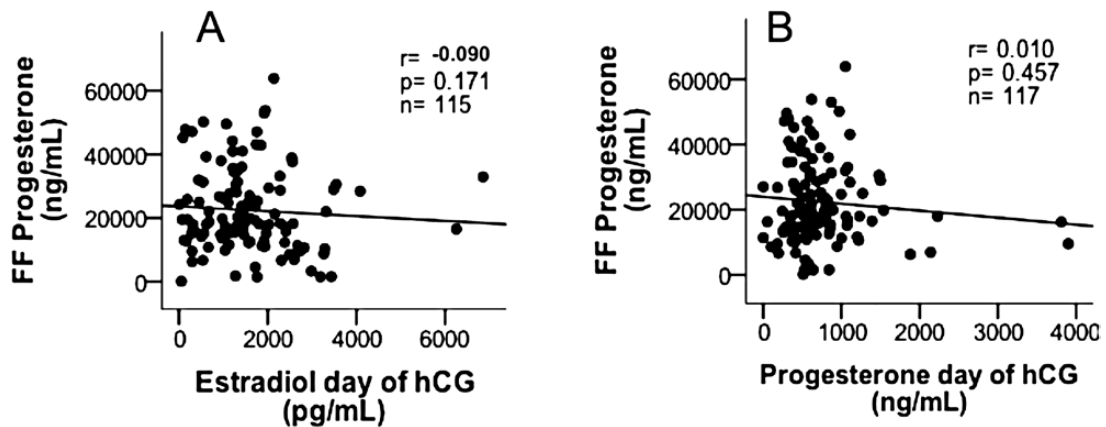 A
r= -0.090
p= 0.171
n= 115
FF Progesterone
(ng/mL)
60000
40000
20000
0
0 2000 4000 6000
Estradiol day of hCG
(pg/mL)
B
r= 0.010
p= 0.457
n= 117
FF Progesterone
(ng/mL)
60000
40000
20000
0
0 1000 2000 3000 4000
Progesterone day of hCG
(ng/mL)